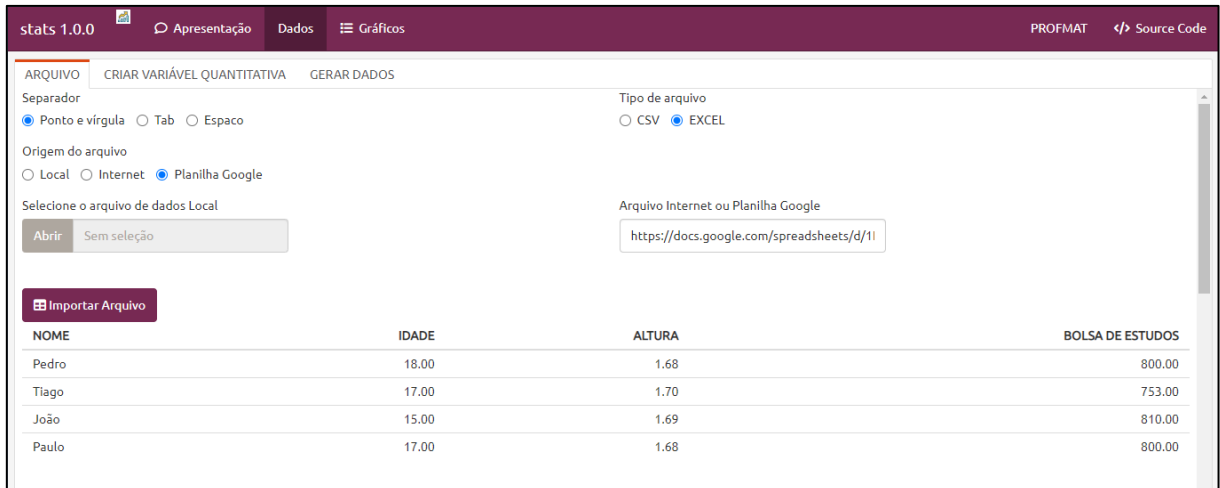 stats 1.0.0 Apresentação Dados Gráficos PROFMAT </> Source Code
ARQUIVO CRIAR VARIÁVEL QUANTITATIVA GERAR DADOS
Separador Tipo de arquivo
Ponto e vírgula Tab Espaco CSV EXCEL
Origem do arquivo
Local Internet Planilha Google
Selecione o arquivo de dados Local Arquivo Internet ou Planilha Google
Abrir Sem seleção https://docs.google.com/spreadsheets/d/1
Importar Arquivo
NOME IDADE ALTURA BOLSA DE ESTUDOS
Pedro 18.00 1.68 800.00
Tiago 17.00 1.70 753.00
João 15.00 1.69 810.00
Paulo 17.00 1.68 800.00